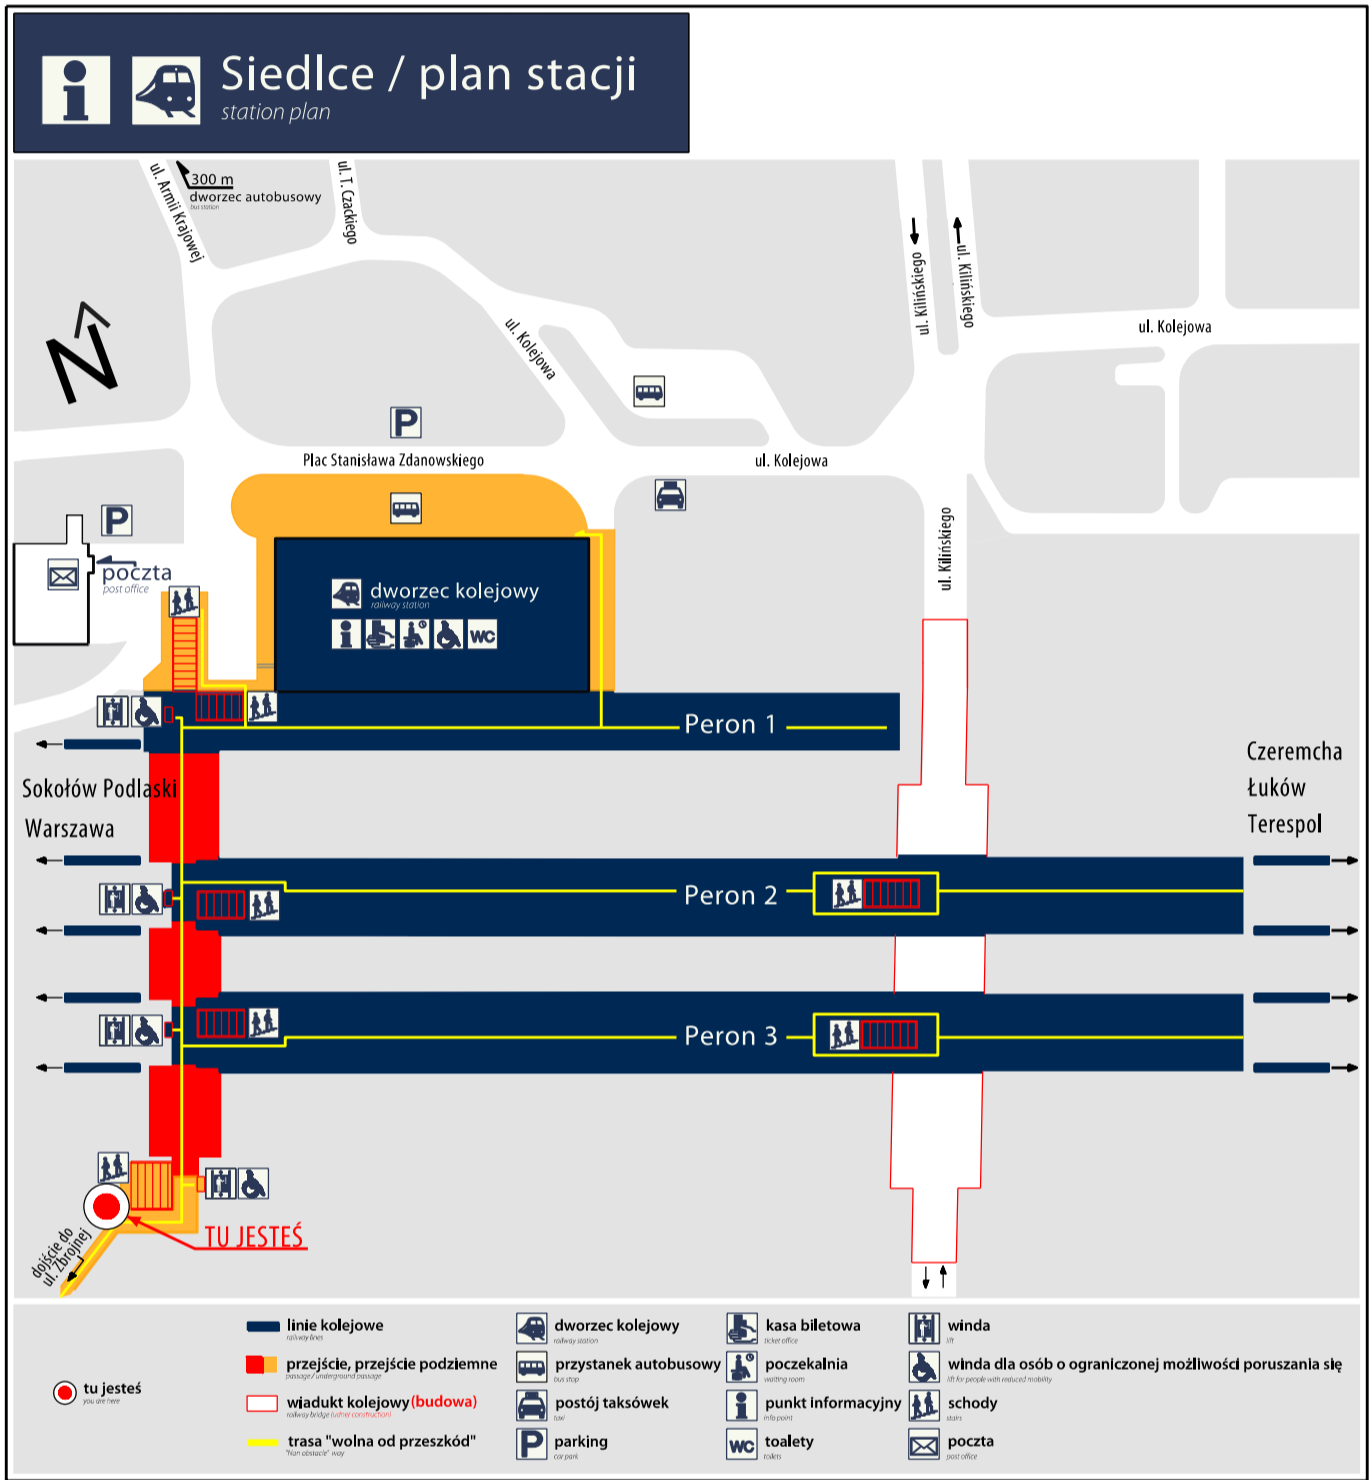 Siedlce / plan stacji
station plan
300 m
dworzec autobusowy
bus station
ul. Armii Krajowej
ul. T. Czackiego
ul. Kilińskiego
ul. Kilińskiego
ul. Kolejowa
ul. Kolejowa
N
P
Plac Stanisława Zdanowskiego
ul. Kolejowa
P
poczta
post office
ul. Kilińskiego
dworzec kolejowy
railway station
WC
Peron 1
Sokołów Podlaski
Warszawa
Czeremcha
Łuków
Terespol
Peron 2
Peron 3
TU JESTEŚ
dojście do
ul. Zbrojnej
tu jesteś
you are here
linie kolejowe
railway lines
przejście, przejście podziemne
passage / underground passage
wiadukt kolejowy (budowa)
railway bridge (udner construction)
trasa "wolna od przeszkód"
"Nan obstacle" way
dworzec kolejowy
railway station
przystanek autobusowy
bus stop
postój taksówek
taxi
P
parking
car park
kasa biletowa
ticket office
poczekalnia
waiting room
punkt informacyjny
info point
WC
toalety
toilets
winda
lift
winda dla osób o ograniczonej możliwości poruszania się
lift for people with reduced mobility
schody
stairs
poczta
post office